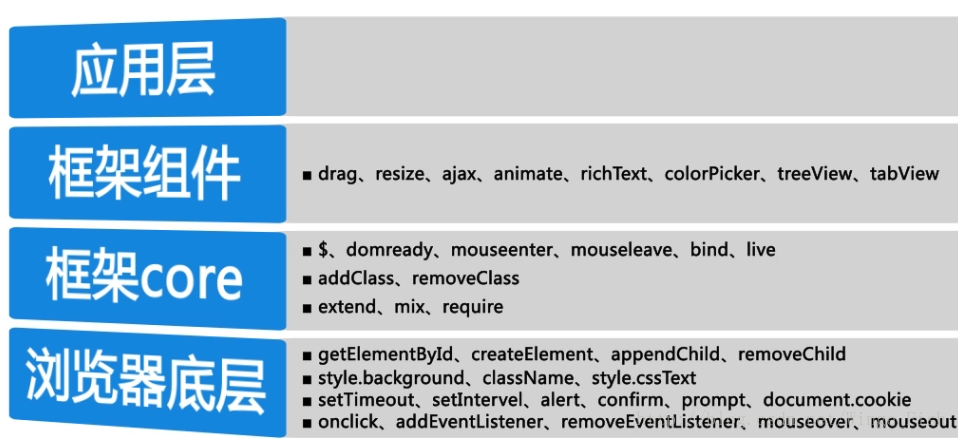 应用层
框架组件
■ drag、resize、ajax、animate、richText、colorPicker、treeView、tabView
框架core
■ $、domready、mouseenter、mouseleave、bind、live
■ addClass、removeClass
■ extend、mix、require
浏览器底层
■ getElementById、createElement、appendChild、removeChild
■ style.background、className、style.cssText
■ setTimeout、setIntervel、alert、confirm、prompt、document.cookie
■ onclick、addEventListener、removeEventListener、mouseover、mouseout